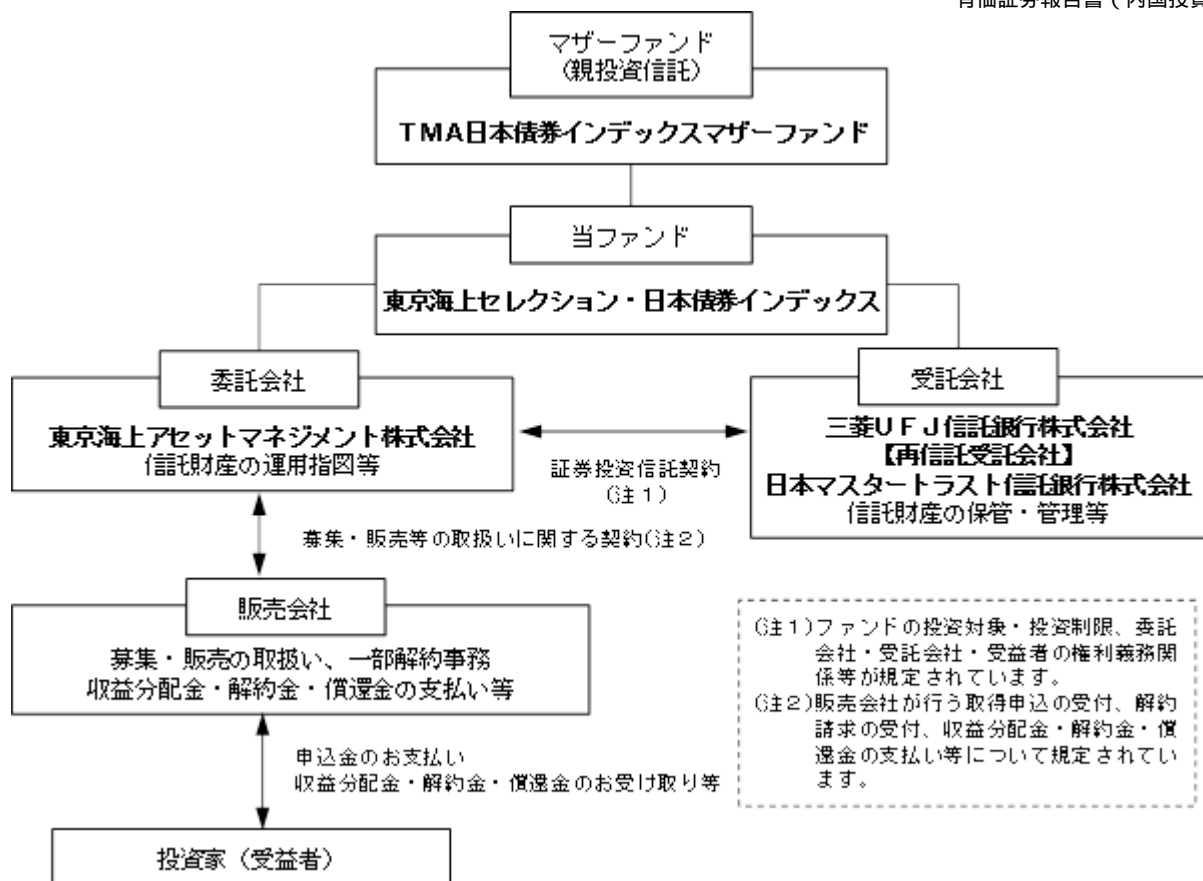 有価証券報告書（内国投資
マザーファンド
(親投資信託)
ＴＭＡ日本債券インデックスマザーファンド
当ファンド
東京海上セレクション・日本債券インデックス
委託会社
東京海上アセットマネジメント株式会社
信託財産の運用指図等
証券投資信託契約
(注１)
受託会社
三菱ＵＦＪ信託銀行株式会社
【再信託受託会社】
日本マスタートラスト信託銀行株式会社
信託財産の保管・管理等
募集・販売等の取扱いに関する契約(注２)
販売会社
募集・販売の取扱い、一部解約事務
収益分配金・解約金・償還金の支払い等
申込金のお支払い
収益分配金・解約金・償還金のお受け取り等
投資家（受益者）
(注１)ファンドの投資対象・投資制限、委託
会社・受託会社・受益者の権利義務関
係等が規定されています。
(注２)販売会社が行う取得申込の受付、解約
請求の受付、収益分配金・解約金・償
還金の支払い等について規定されてい
ます。